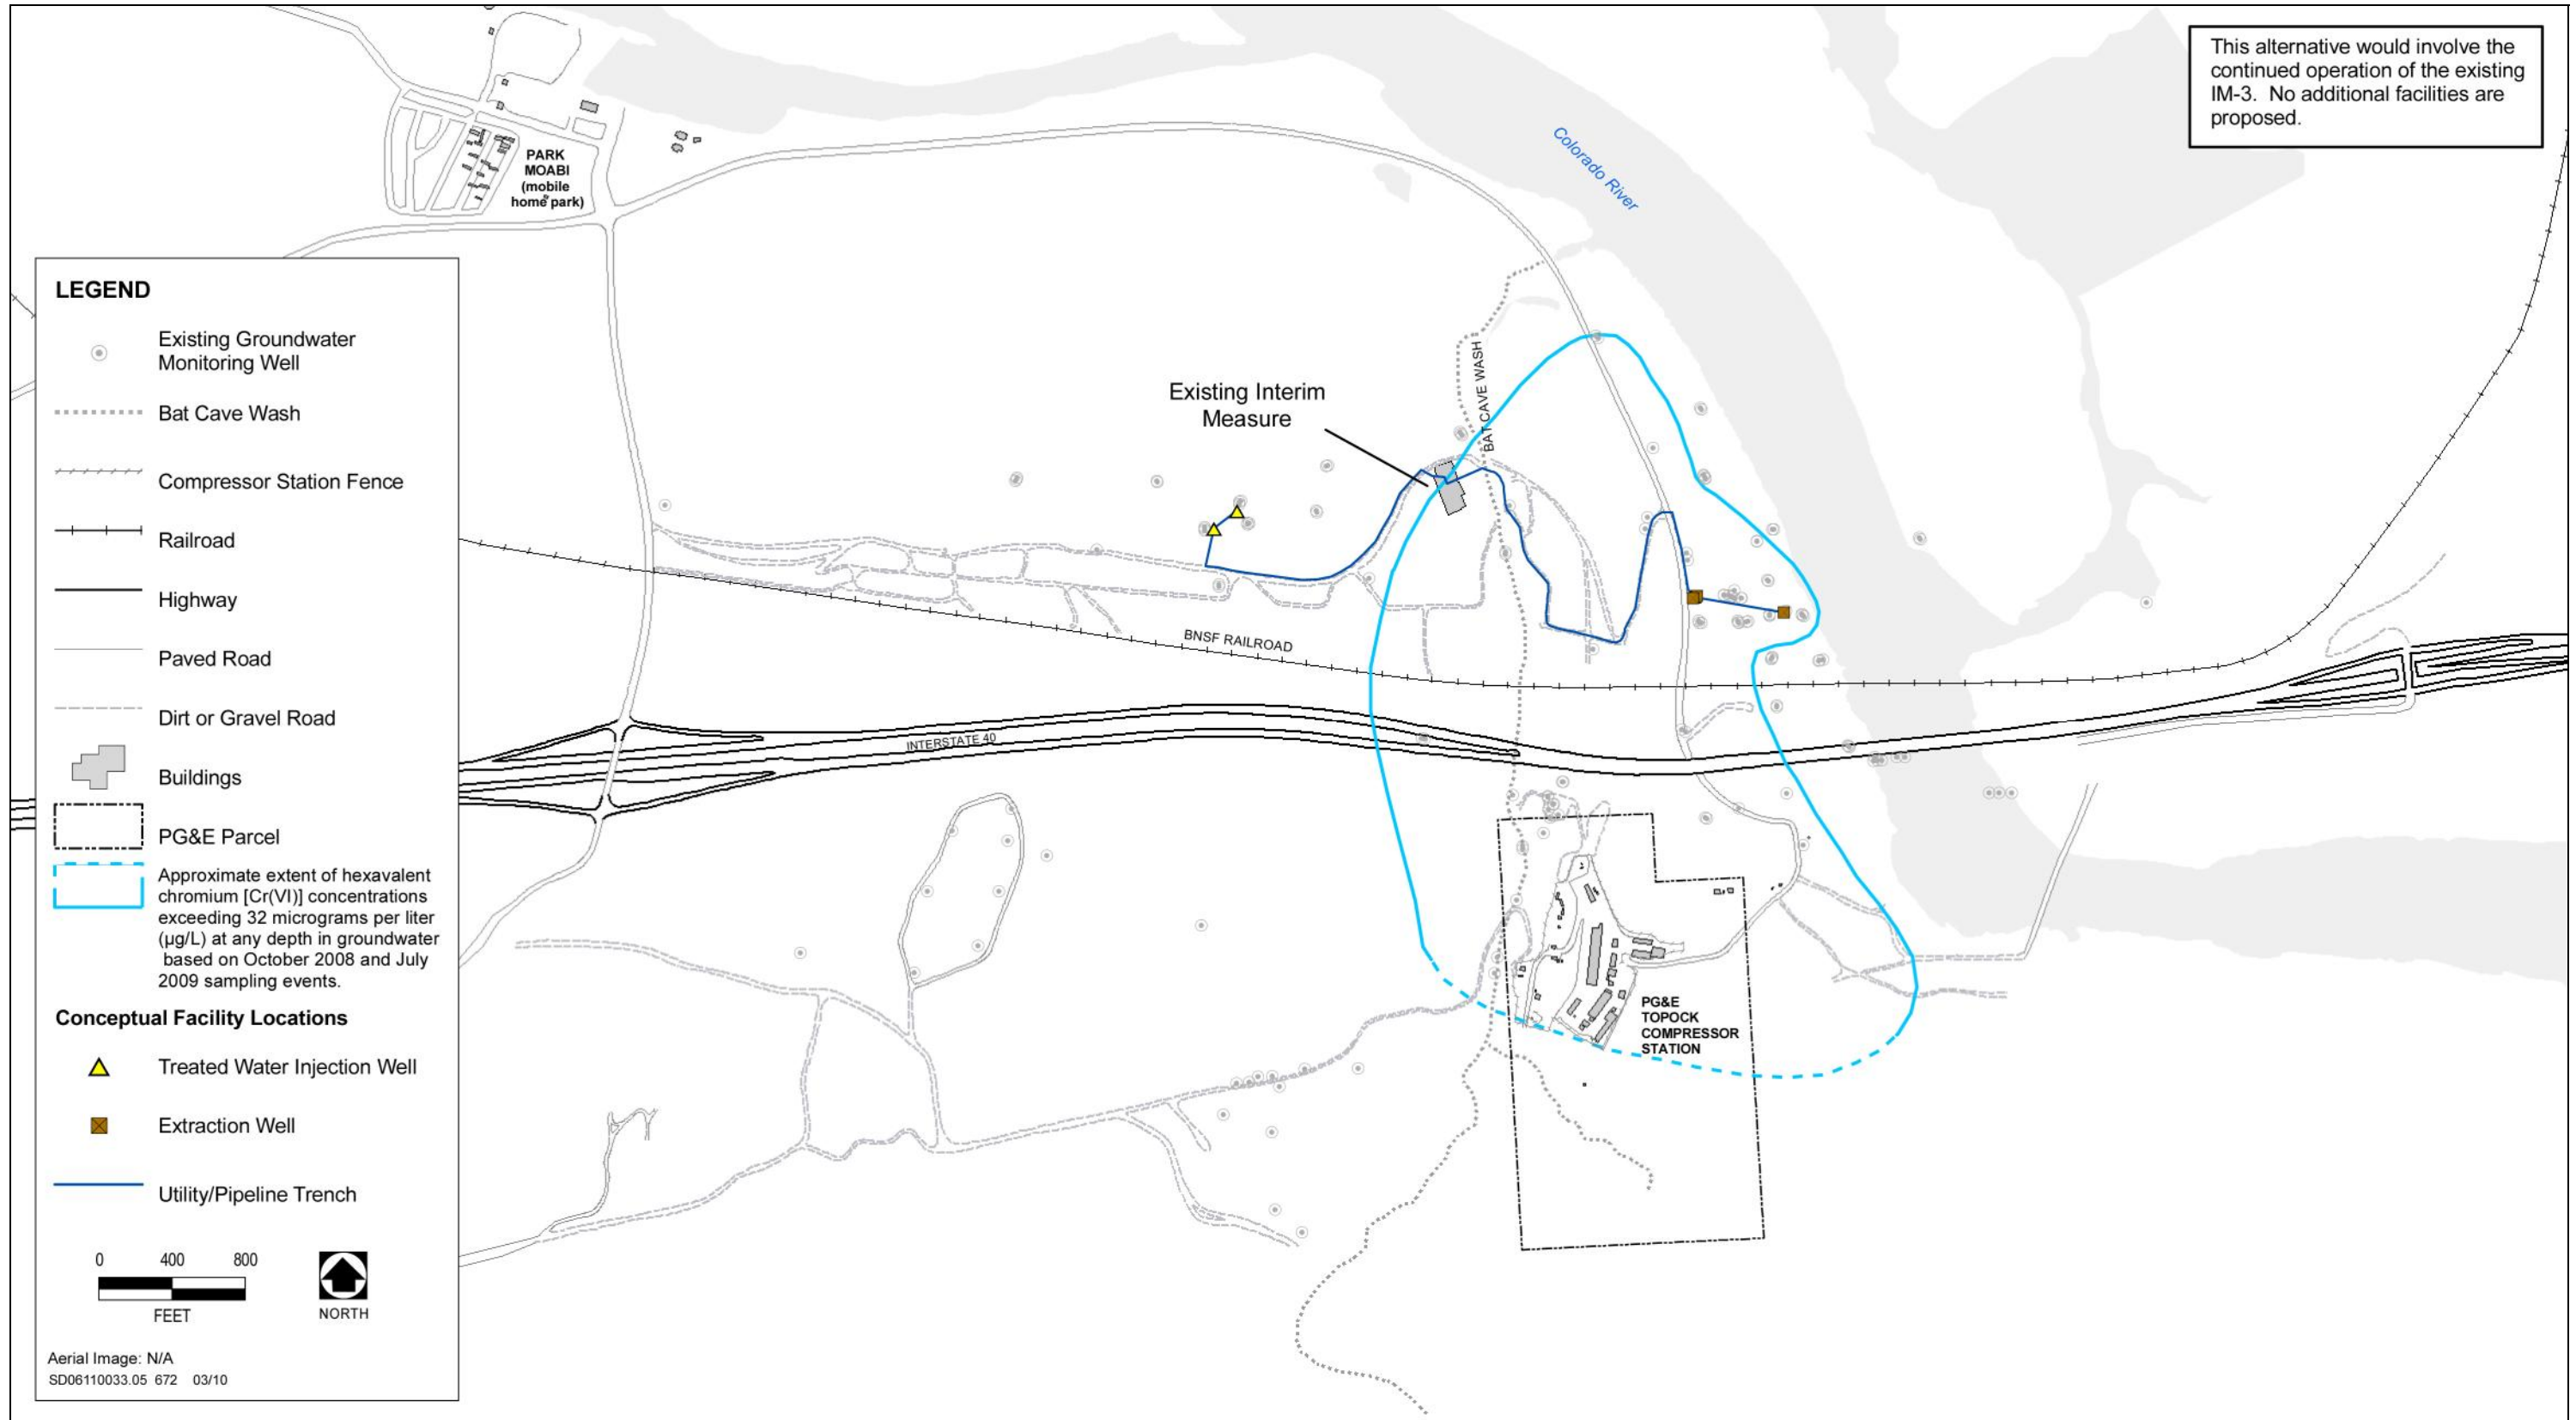 This alternative would involve the
continued operation of the existing
IM-3. No additional facilities are
proposed.
Colorado River
PARK
MOABI
(mobile
home park)
BAT CAVE WASH
Existing Interim
Measure
BNSF RAILROAD
INTERSTATE 40
PG&E
TOPOCK
COMPRESSOR
STATION
LEGEND
Existing Groundwater
Monitoring Well
Bat Cave Wash
Compressor Station Fence
Railroad
Highway
Paved Road
Dirt or Gravel Road
Buildings
PG&E Parcel
Approximate extent of hexavalent
chromium [Cr(VI)] concentrations
exceeding 32 micrograms per liter
(µg/L) at any depth in groundwater
based on October 2008 and July
2009 sampling events.
Conceptual Facility Locations
Treated Water Injection Well
Extraction Well
Utility/Pipeline Trench
0 400 800
FEET
NORTH
Aerial Image: N/A
SD06110033.05 672 03/10